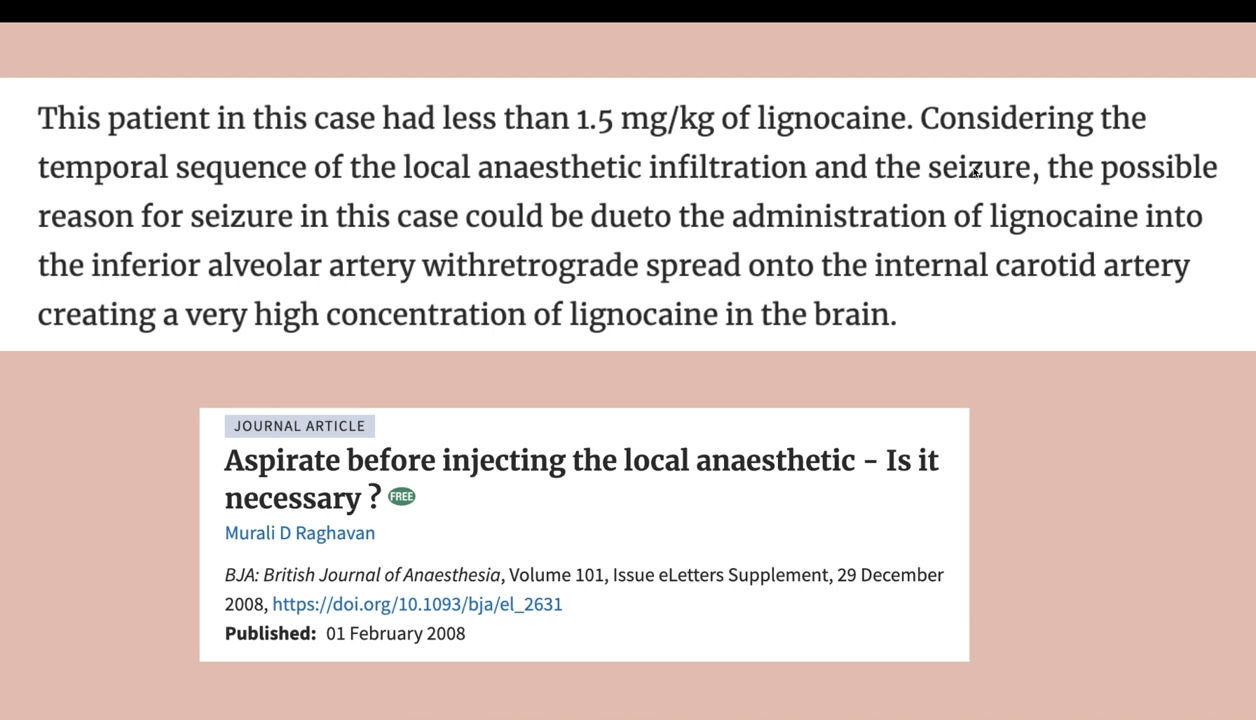 This patient in this case had less than 1.5 mg/kg of lignocaine. Considering the
temporal sequence of the local anaesthetic infiltration and the seizure, the possible
reason for seizure in this case could be dueto the administration of lignocaine into
the inferior alveolar artery withretrograde spread onto the internal carotid artery
creating a very high concentration of lignocaine in the brain.
JOURNAL ARTICLE
Aspirate before injecting the local anaesthetic - Is it
necessary ? FREE
Murali D Raghavan
BJA: British Journal of Anaesthesia, Volume 101, Issue eLetters Supplement, 29 December
2008, https://doi.org/10.1093/bja/el_2631
Published: 01 February 2008